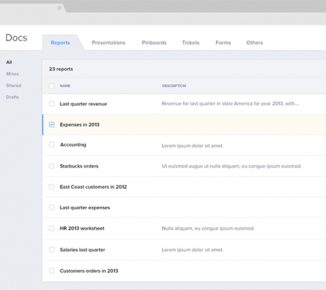 Docs
Reports
Presentations
Pinboards
Tickets
Forms
Others
All
Mines
Shared
Drafts
23 reports
NAME
DESCRIPTION
Last quarter revenue
Revenue for last quarter in state America for year 2013, with...
Expenses in 2013
Accounting
Lorem ipsum dolor sit amet.
Starbucks orders
Ut euismod augue ut nulla aliquam, eu congue ipsum euismod.
East Coast customers in 2012
Last quarter expenses
HR 2013 worksheet
Nulla aliquam, eu congue ipsum euismod.
Salaries last quarter
Lorem ipsum dolor sit amet.
Customers orders in 2013